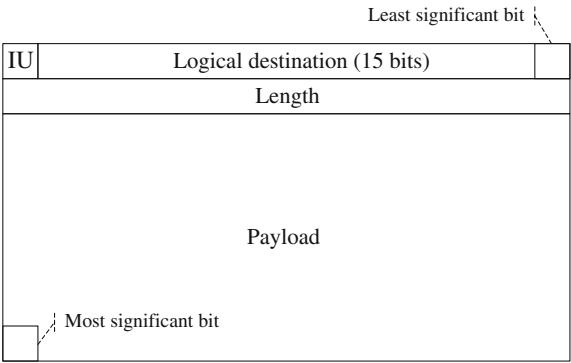 Least significant bit
IU Logical destination (15 bits)
Length
Payload
Most significant bit